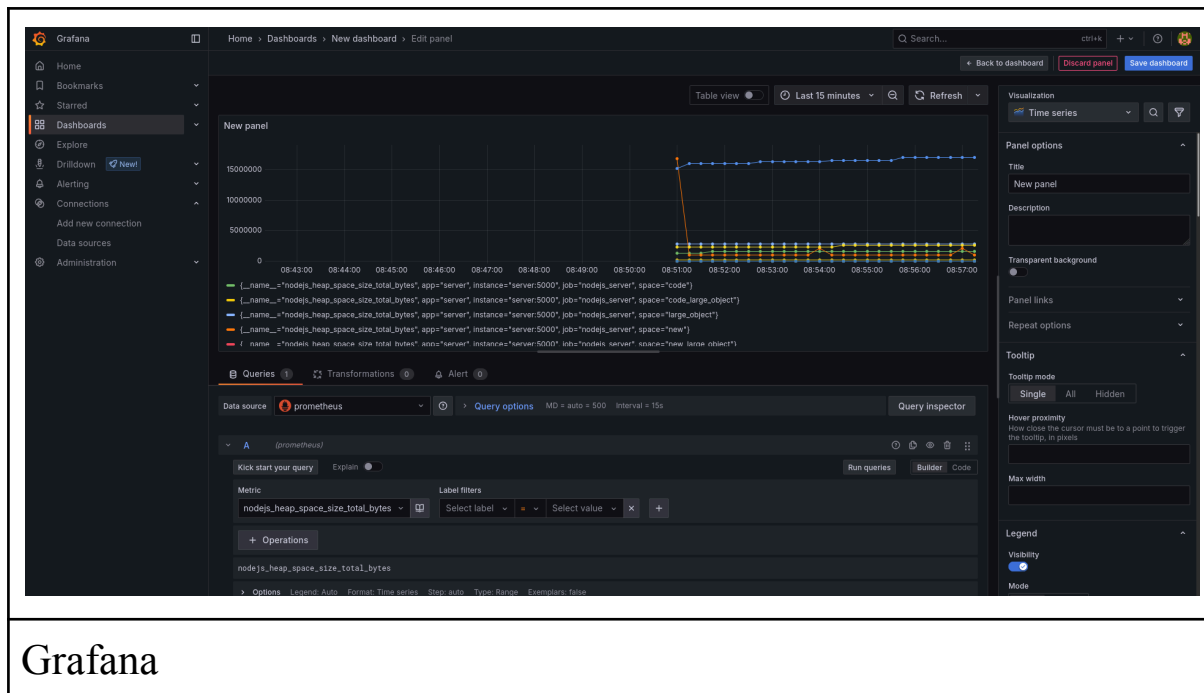 Grafana
Home › Dashboards › New dashboard › Edit panel
Search...
ctrl+k
Back to dashboard
Discard panel
Save dashboard
Home
Bookmarks
Starred
Dashboards
Explore
Drilldown New!
Alerting
Connections
Add new connection
Data sources
Administration
Table view
Last 15 minutes
Refresh
New panel
15000000
10000000
5000000
0
08:43:00 08:44:00 08:45:00 08:46:00 08:47:00 08:48:00 08:49:00 08:50:00 08:51:00 08:52:00 08:53:00 08:54:00 08:55:00 08:56:00 08:57:00
{__name__="nodejs_heap_space_size_total_bytes", app="server", instance="server:5000", job="nodejs_server", space="code"}
{__name__="nodejs_heap_space_size_total_bytes", app="server", instance="server:5000", job="nodejs_server", space="code_large_object"}
{__name__="nodejs_heap_space_size_total_bytes", app="server", instance="server:5000", job="nodejs_server", space="large_object"}
{__name__="nodejs_heap_space_size_total_bytes", app="server", instance="server:5000", job="nodejs_server", space="new"}
{__name__="nodejs_heap_space_size_total_bytes", app="server", instance="server:5000", job="nodejs_server", space="new_large_object"}
Queries 1 Transformations 0 Alert 0
Data source prometheus › Query options MD = auto = 500 Interval = 15s Query inspector
A (prometheus)
Kick start your query Explain Run queries Builder Code
Metric Label filters
nodejs_heap_space_size_total_bytes Select label = Select value × +
+ Operations
nodejs_heap_space_size_total_bytes
› Options Legend: Auto Format: Time series Step: auto Type: Range Exemplars: false
Visualization
Time series
Panel options
Title
New panel
Description
Transparent background
Panel links
Repeat options
Tooltip
Tooltip mode
Single All Hidden
Hover proximity
How close the cursor must be to a point to trigger
the tooltip, in pixels
Max width
Legend
Visibility
Mode
Grafana